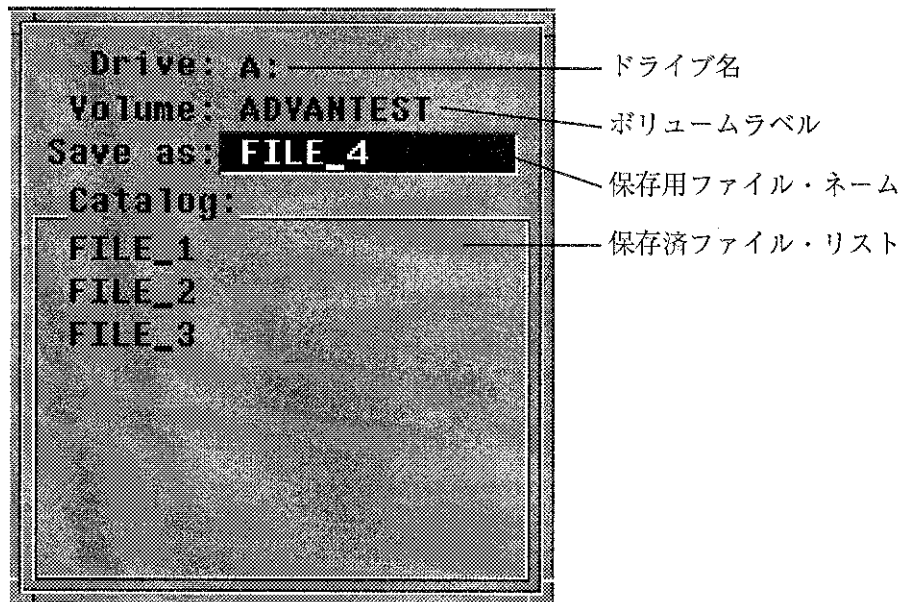 Drive: A:
ドライブ名
Volume: ADVANTEST
ボリュームラベル
Save as: FILE_4
保存用ファイル・ネーム
Catalog:
保存済ファイル・リスト
FILE_1
FILE_2
FILE_3